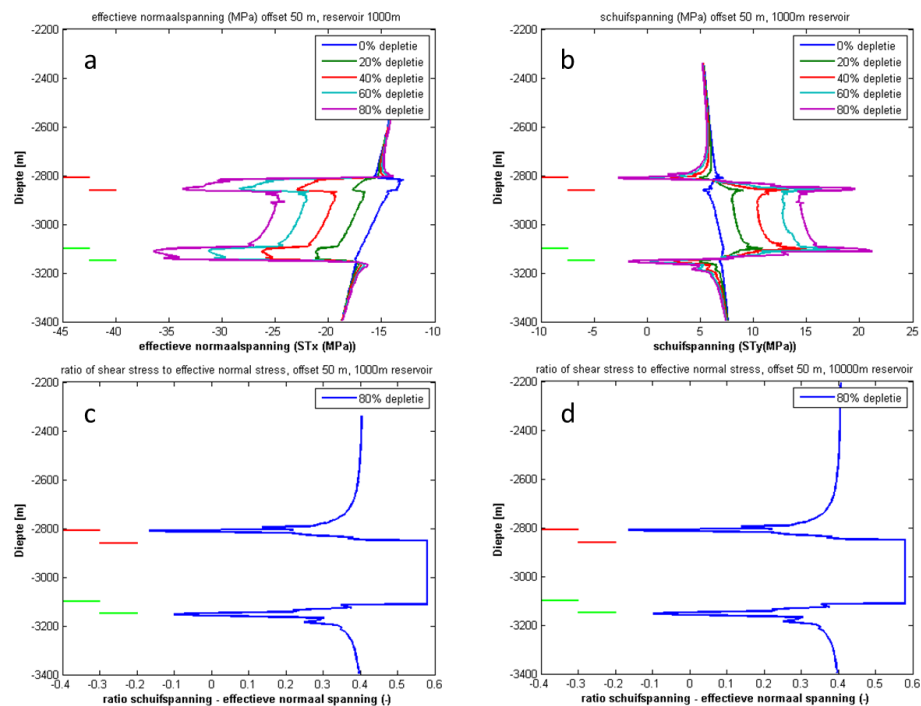 effectieve normaalspanning (MPa) offset 50 m, reservoir 1000m
a
0% depletie
20% depletie
40% depletie
60% depletie
80% depletie
Diepte [m]
-2200
-2400
-2600
-2800
-3000
-3200
-3400
-45 -40 -35 -30 -25 -20 -15 -10
effectieve normaalspanning (STx (MPa))
schuifspanning (MPa) offset 50 m, reservoir 1000m
b
0% depletie
20% depletie
40% depletie
60% depletie
80% depletie
Diepte [m]
-2200
-2400
-2600
-2800
-3000
-3200
-3400
-10 -5 0 5 10 15 20 25
schuifspanning (STy(MPa))
ratio of shear stress to effective normal stress, offset 50 m, 1000m reservoir
c
80% depletie
Diepte [m]
-2200
-2400
-2600
-2800
-3000
-3200
-3400
-0.4 -0.3 -0.2 -0.1 0 0.1 0.2 0.3 0.4 0.5 0.6
ratio schuifspanning - effectieve normaal spanning (-)
ratio of shear stress to effective normal stress, offset 50 m, 10000m reservoir
d
80% depletie
Diepte [m]
-2200
-2400
-2600
-2800
-3000
-3200
-3400
-0.4 -0.3 -0.2 -0.1 0 0.1 0.2 0.3 0.4 0.5 0.6
ratio schuifspanning - effectieve normaal spanning (-)